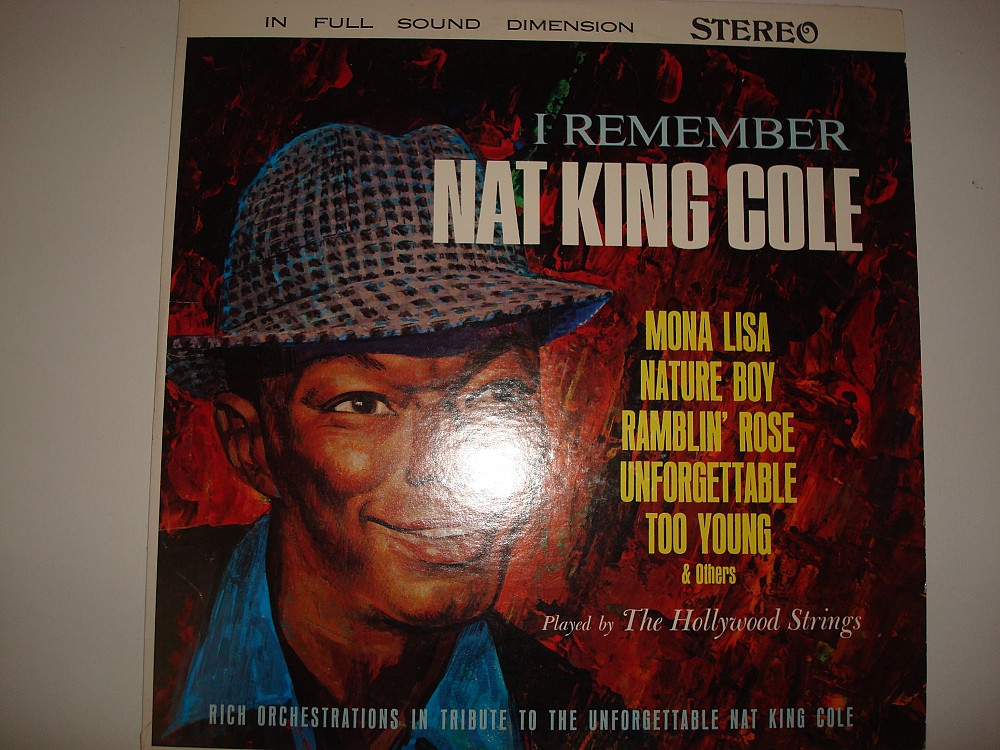 IN FULL SOUND DIMENSION STEREO
I REMEMBER
NAT KING COLE
MONA LISA
NATURE BOY
RAMBLIN' ROSE
UNFORGETTABLE
TOO YOUNG
& Others
Played by The Hollywood Strings
RICH ORCHESTRATIONS IN TRIBUTE TO THE UNFORGETTABLE NAT KING COLE